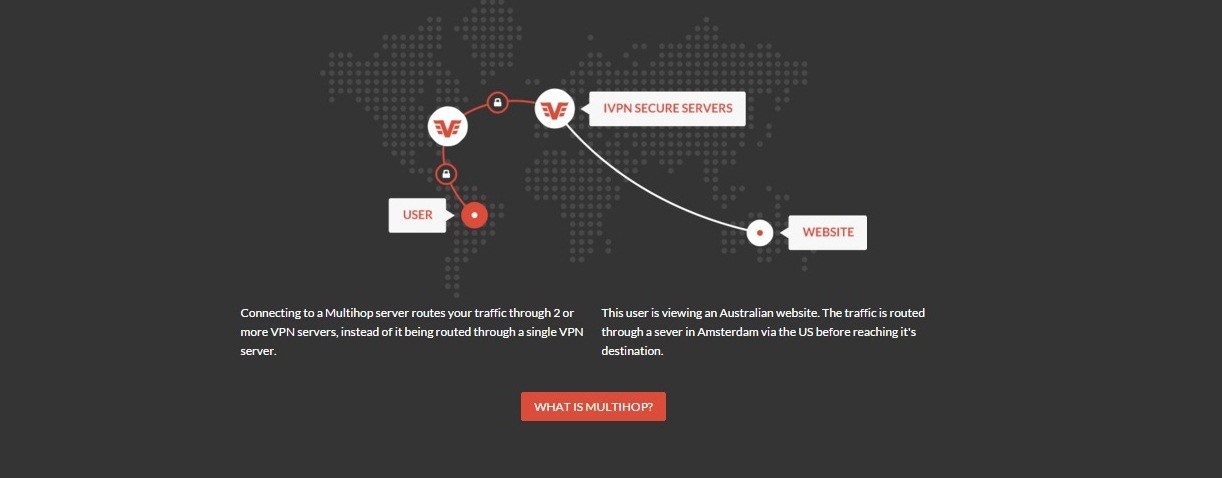 IVPN SECURE SERVERS
USER
WEBSITE
Connecting to a Multihop server routes your traffic through 2 or
more VPN servers, instead of it being routed through a single VPN
server.
This user is viewing an Australian website. The traffic is routed
through a sever in Amsterdam via the US before reaching it's
destination.
WHAT IS MULTIHOP?